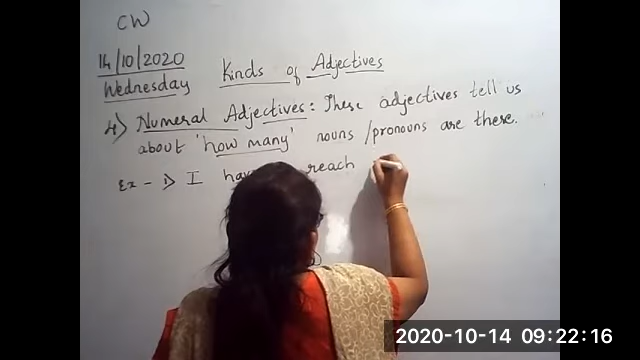 CW
14/10/2020
Wednesday
Kinds of Adjectives
4) Numeral Adjectives: These adjectives tell us
about 'how many' nouns /pronouns are there.
Ex - 1) I reach
2020-10-14 09:22:16